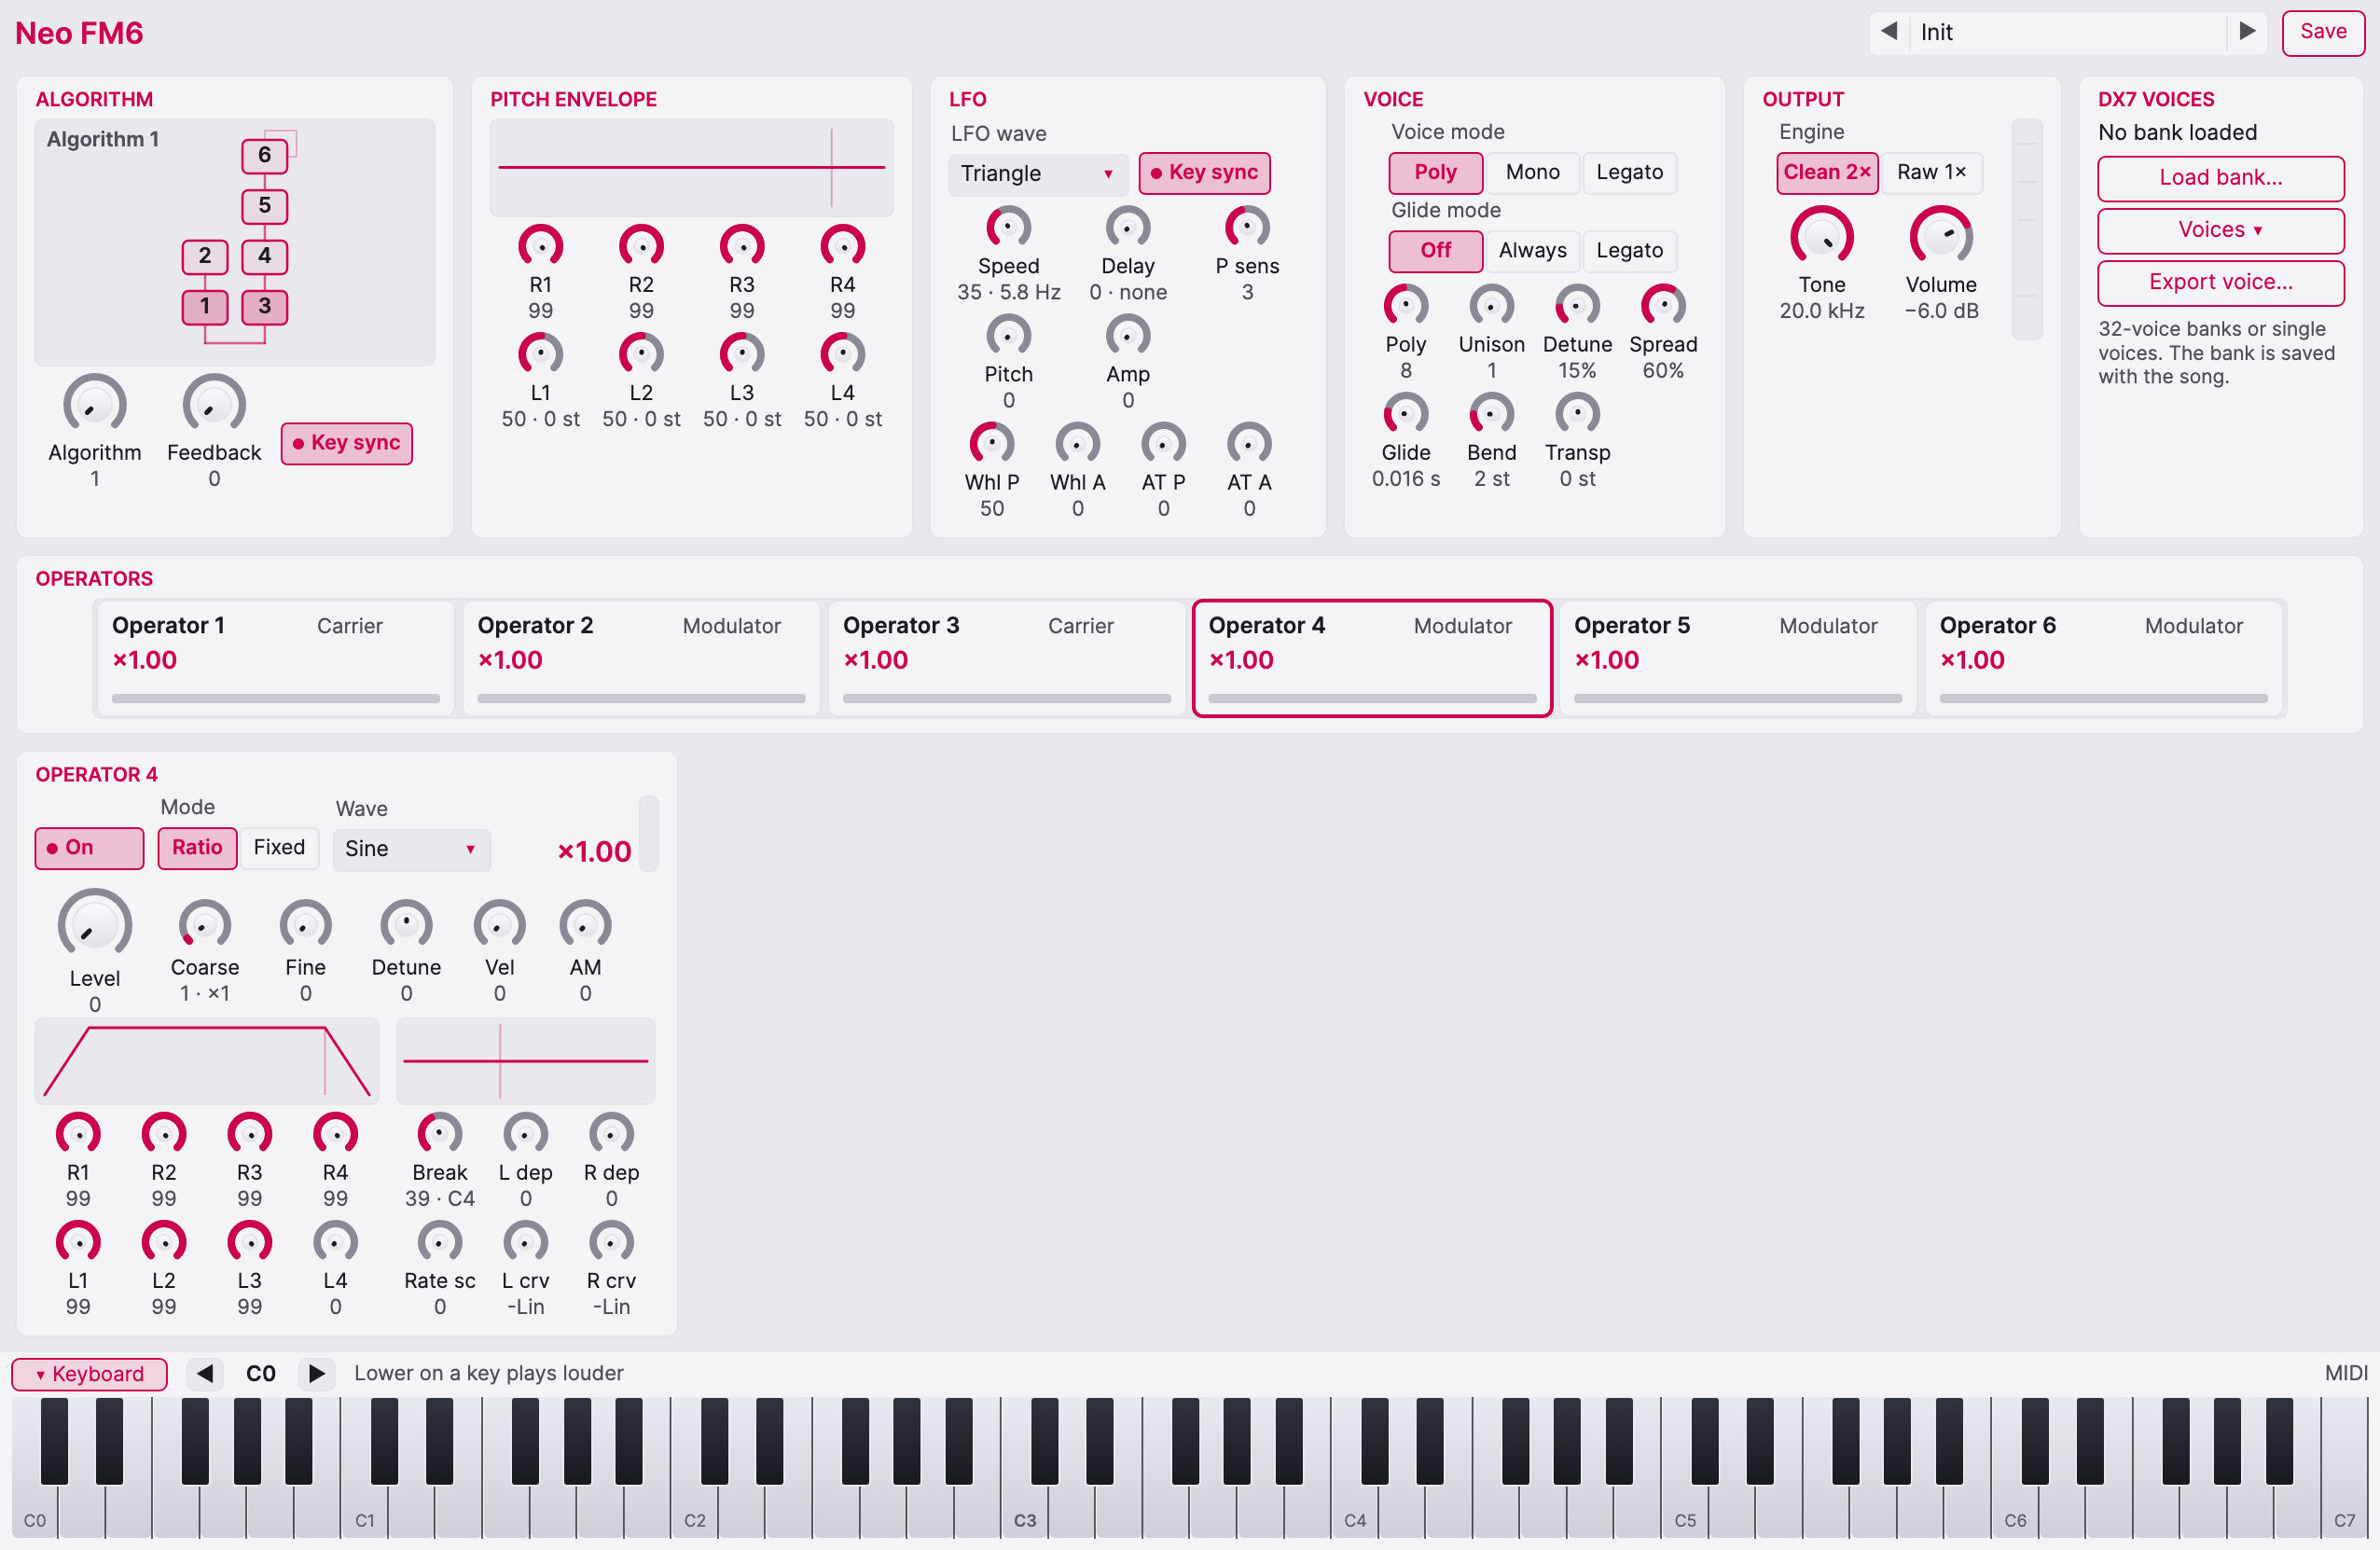 Neo FM6
Init
Save
ALGORITHM
Algorithm 1
6
5
2 4
1 3
Algorithm Feedback
1 0
Key sync
PITCH ENVELOPE
R1 R2 R3 R4
99 99 99 99
L1 L2 L3 L4
50 · 0 st 50 · 0 st 50 · 0 st 50 · 0 st
LFO
LFO wave
Triangle Key sync
Speed Delay P sens
35 · 5.8 Hz 0 · none 3
Pitch Amp
0 0
Whl P Whl A AT P AT A
50 0 0 0
VOICE
Voice mode
Poly Mono Legato
Glide mode
Off Always Legato
Poly Unison Detune Spread
8 1 15% 60%
Glide Bend Transp
0.016 s 2 st 0 st
OUTPUT
Engine
Clean 2× Raw 1×
Tone Volume
20.0 kHz −6.0 dB
DX7 VOICES
No bank loaded
Load bank...
Voices
Export voice...
32-voice banks or single
voices. The bank is saved
with the song.
OPERATORS
Operator 1 Carrier
×1.00
Operator 2 Modulator
×1.00
Operator 3 Carrier
×1.00
Operator 4 Modulator
×1.00
Operator 5 Modulator
×1.00
Operator 6 Modulator
×1.00
OPERATOR 4
Mode Wave
On Ratio Fixed Sine ×1.00
Level Coarse Fine Detune Vel AM
0 1 · ×1 0 0 0 0
R1 R2 R3 R4 Break L dep R dep
99 99 99 99 39 · C4 0 0
L1 L2 L3 L4 Rate sc L crv R crv
99 99 99 0 0 -Lin -Lin
Keyboard C0 Lower on a key plays louder MIDI
C0 C1 C2 C3 C4 C5 C6 C7